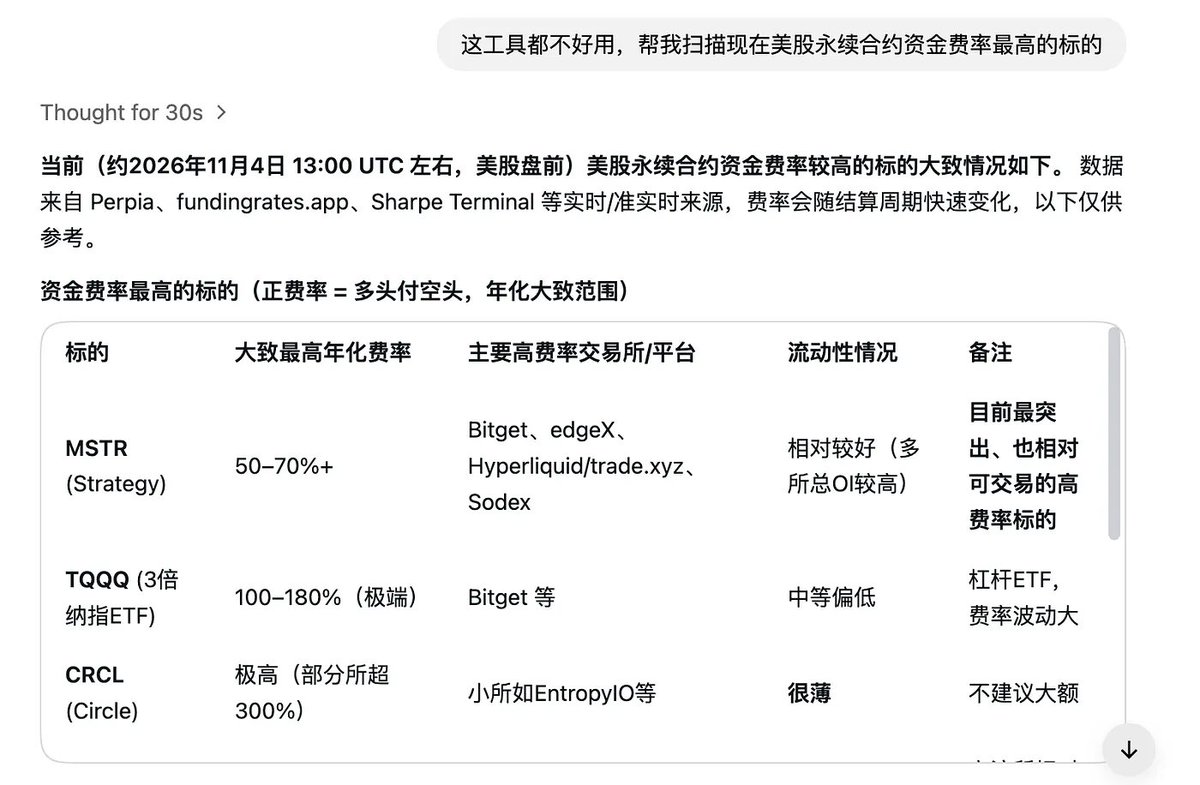 这工具都不好用，帮我扫描现在美股永续合约资金费率最高的标的
Thought for 30s
当前（约2026年11月4日 13:00 UTC 左右，美股盘前）美股永续合约资金费率较高的标的大致情况如下。 数据
来自 Perpia、fundingrates.app、Sharpe Terminal 等实时/准实时来源，费率会随结算周期快速变化，以下仅供
参考。
资金费率最高的标的（正费率 = 多头付空头，年化大致范围）
标的 大致最高年化费率 主要高费率交易所/平台 流动性情况 备注
MSTR
(Strategy)
50–70%+
Bitget、edgeX、
Hyperliquid/trade.xyz、
Sodex
相对较好（多
所总OI较高）
目前最突
出、也相对
可交易的高
费率标的
TQQQ (3倍
纳指ETF)
100–180%（极端）
Bitget 等
中等偏低
杠杆ETF，
费率波动大
CRCL
(Circle)
极高（部分所超
300%）
小所如EntropyIO等
很薄
不建议大额